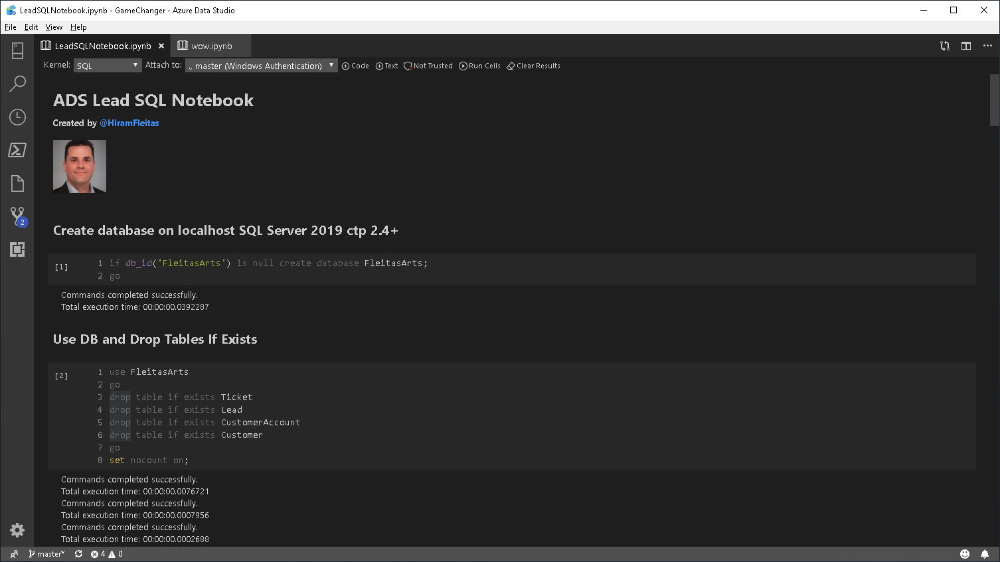 LeadSQLNotebook.ipynb - GameChanger - Azure Data Studio
File Edit View Help
LeadSQLNotebook.ipynb × wow.ipynb
Kernel: SQL Attach to: ., master (Windows Authentication) Code Text Not Trusted Run Cells Clear Results
ADS Lead SQL Notebook
Created by @HiramFleitas
Create database on localhost SQL Server 2019 ctp 2.4+
[1]
1 if db_id('FleitasArts') is null create database FleitasArts;
2 go
Commands completed successfully.
Total execution time: 00:00:00.0392287
Use DB and Drop Tables If Exists
[2]
1 use FleitasArts
2 go
3 drop table if exists Ticket
4 drop table if exists Lead
5 drop table if exists CustomerAccount
6 drop table if exists Customer
7 go
8 set nocount on;
Commands completed successfully.
Total execution time: 00:00:00.0076721
Commands completed successfully.
Total execution time: 00:00:00.0007956
Commands completed successfully.
Total execution time: 00:00:00.0002688
2
master* 4 0